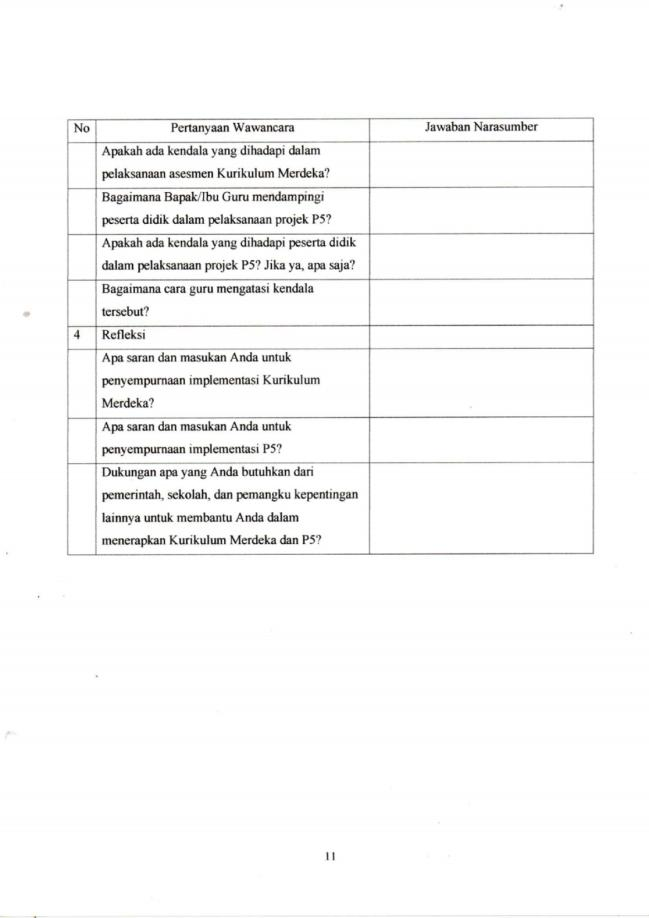 No Pertanyaan Wawancara Jawaban Narasumber
Apakah ada kendala yang dihadapi dalam
pelaksanaan asesmen Kurikulum Merdeka?
Bagaimana Bapak/Ibu Guru mendampingi
peserta didik dalam pelaksanaan projek P5?
Apakah ada kendala yang dihadapi peserta didik
dalam pelaksanaan projek P5? Jika ya, apa saja?
Bagaimana cara guru mengatasi kendala
tersebut?
4 Refleksi
Apa saran dan masukan Anda untuk
penyempurnaan implementasi Kurikulum
Merdeka?
Apa saran dan masukan Anda untuk
penyempurnaan implementasi P5?
Dukungan apa yang Anda butuhkan dari
pemerintah, sekolah, dan pemangku kepentingan
lainnya untuk membantu Anda dalam
menerapkan Kurikulum Merdeka dan P5?
11